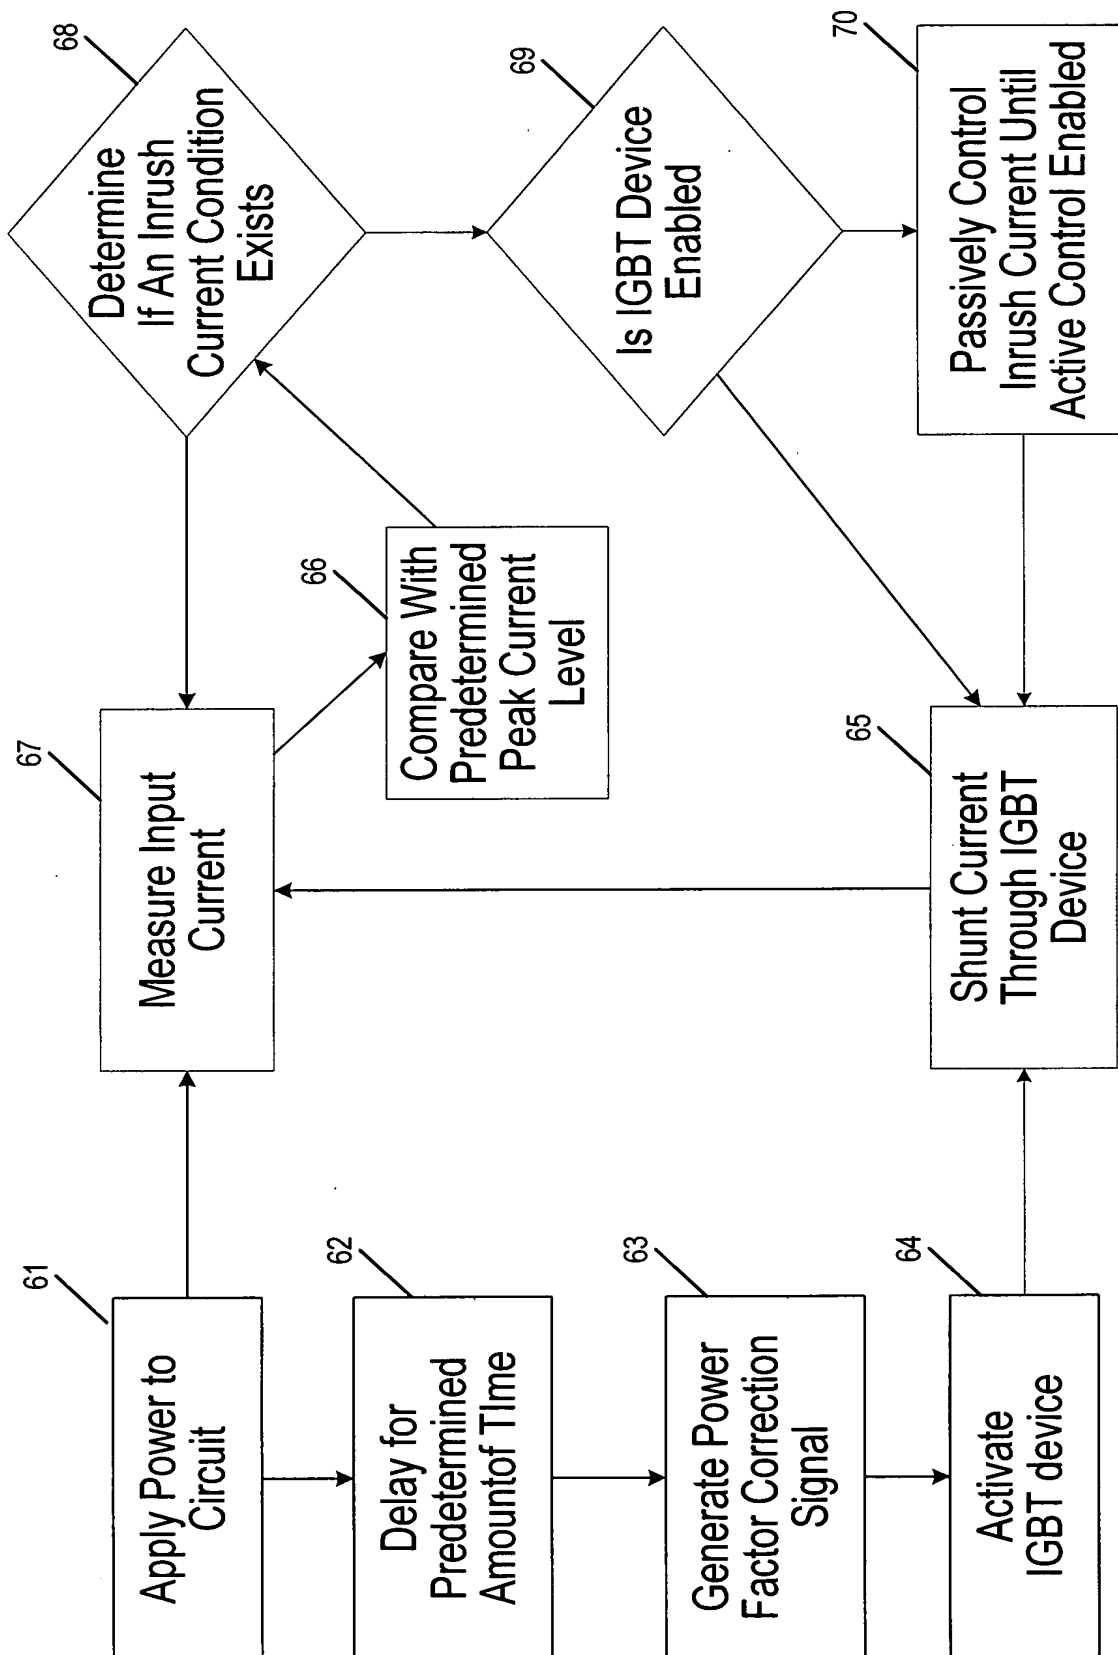 61
Apply Power to
Circuit
62
Delay for
Predetermined
Amountof TIme
63
Generate Power
Factor Correction
Signal
64
Activate
IGBT device
67
Measure Input
Current
66
Compare With
Predetermined
Peak Current
Level
65
Shunt Current
Through IGBT
Device
68
Determine
If An Inrush
Current Condition
Exists
69
Is IGBT Device
Enabled
70
Passively Control
Inrush Current Until
Active Control Enabled